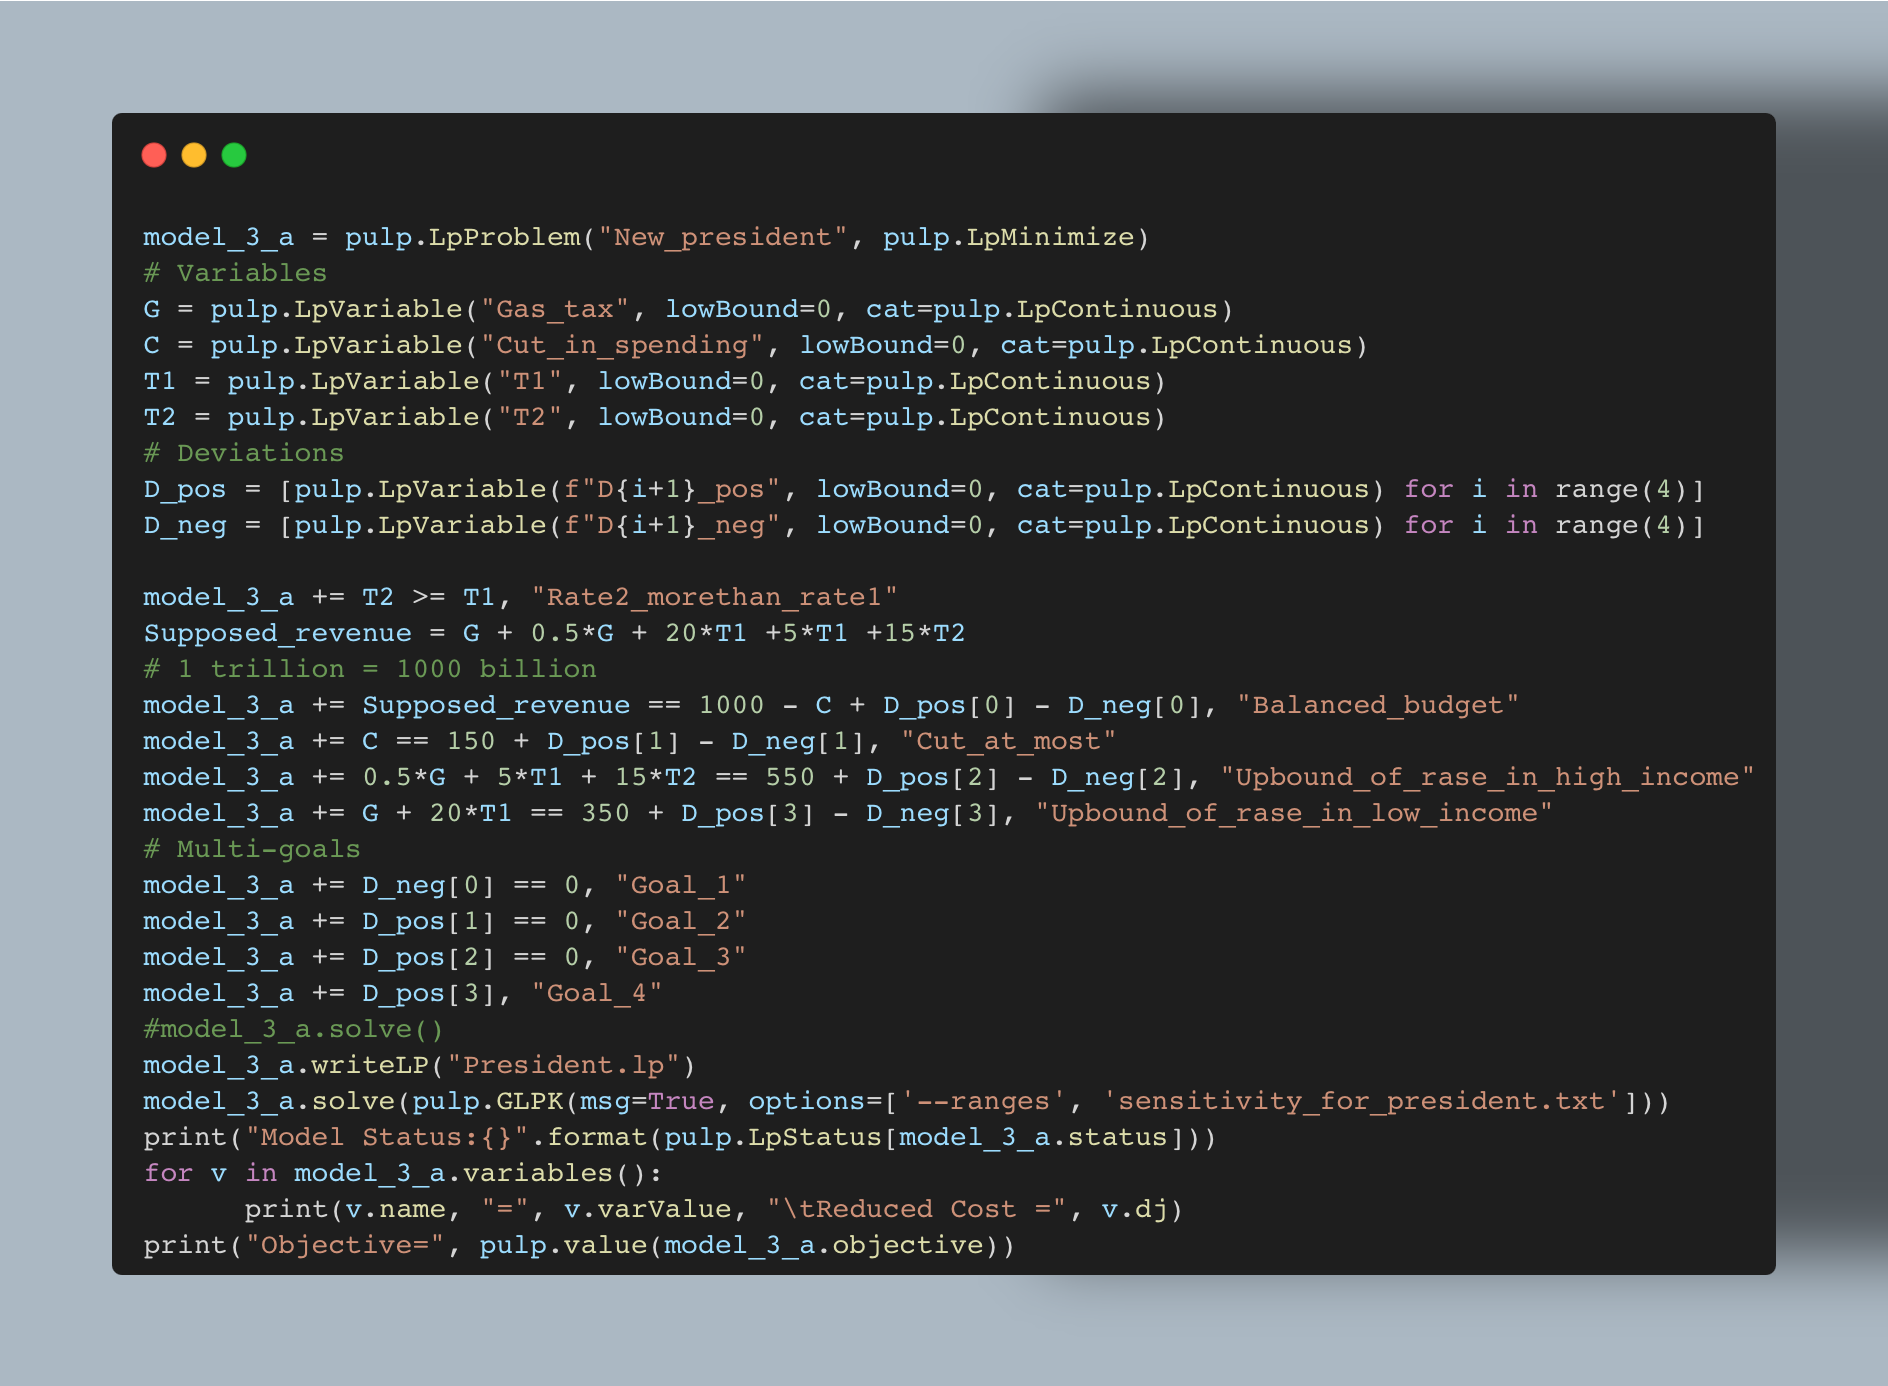 model_3_a = pulp.LpProblem("New_president", pulp.LpMinimize)
# Variables
G = pulp.LpVariable("Gas_tax", lowBound=0, cat=pulp.LpContinuous)
C = pulp.LpVariable("Cut_in_spending", lowBound=0, cat=pulp.LpContinuous)
T1 = pulp.LpVariable("T1", lowBound=0, cat=pulp.LpContinuous)
T2 = pulp.LpVariable("T2", lowBound=0, cat=pulp.LpContinuous)
# Deviations
D_pos = [pulp.LpVariable(f"D{i+1}_pos", lowBound=0, cat=pulp.LpContinuous) for i in range(4)]
D_neg = [pulp.LpVariable(f"D{i+1}_neg", lowBound=0, cat=pulp.LpContinuous) for i in range(4)]
model_3_a += T2 >= T1, "Rate2_morethan_rate1"
Supposed_revenue = G + 0.5*G + 20*T1 +5*T1 +15*T2
# 1 trillion = 1000 billion
model_3_a += Supposed_revenue == 1000 - C + D_pos[0] - D_neg[0], "Balanced_budget"
model_3_a += C == 150 + D_pos[1] - D_neg[1], "Cut_at_most"
model_3_a += 0.5*G + 5*T1 + 15*T2 == 550 + D_pos[2] - D_neg[2], "Upbound_of_rase_in_high_income"
model_3_a += G + 20*T1 == 350 + D_pos[3] - D_neg[3], "Upbound_of_rase_in_low_income"
# Multi-goals
model_3_a += D_neg[0] == 0, "Goal_1"
model_3_a += D_pos[1] == 0, "Goal_2"
model_3_a += D_pos[2] == 0, "Goal_3"
model_3_a += D_pos[3], "Goal_4"
#model_3_a.solve()
model_3_a.writeLP("President.lp")
model_3_a.solve(pulp.GLPK(msg=True, options=['--ranges', 'sensitivity_for_president.txt']))
print("Model Status:{}".format(pulp.LpStatus[model_3_a.status]))
for v in model_3_a.variables():
      print(v.name, "=", v.varValue, "\tReduced Cost =", v.dj)
print("Objective=", pulp.value(model_3_a.objective))